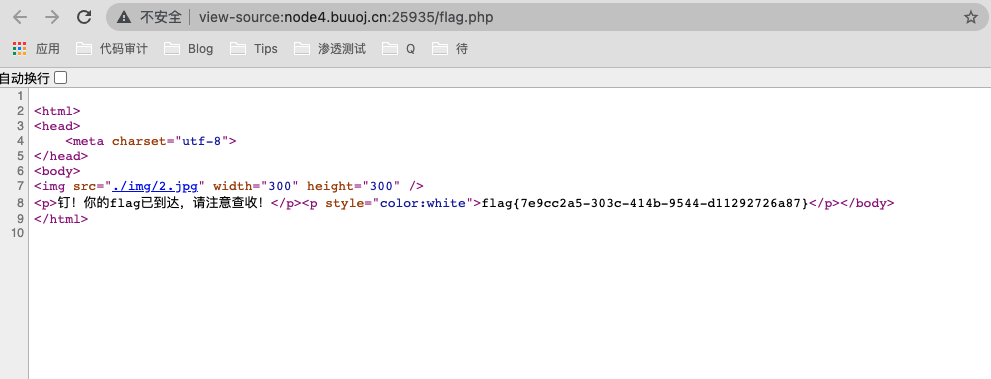 不安全 view-source:node4.buuoj.cn:25935/flag.php
应用 代码审计 Blog Tips 渗透测试 Q 待
自动换行
1
2 <html>
3 <head>
4 <meta charset="utf-8">
5 </head>
6 <body>
7 <img src="./img/2.jpg" width="300" height="300" />
8 <p>钉！你的flag已到达，请注意查收！</p><p style="color:white">flag{7e9cc2a5-303c-414b-9544-d11292726a87}</p></body>
9 </html>
10